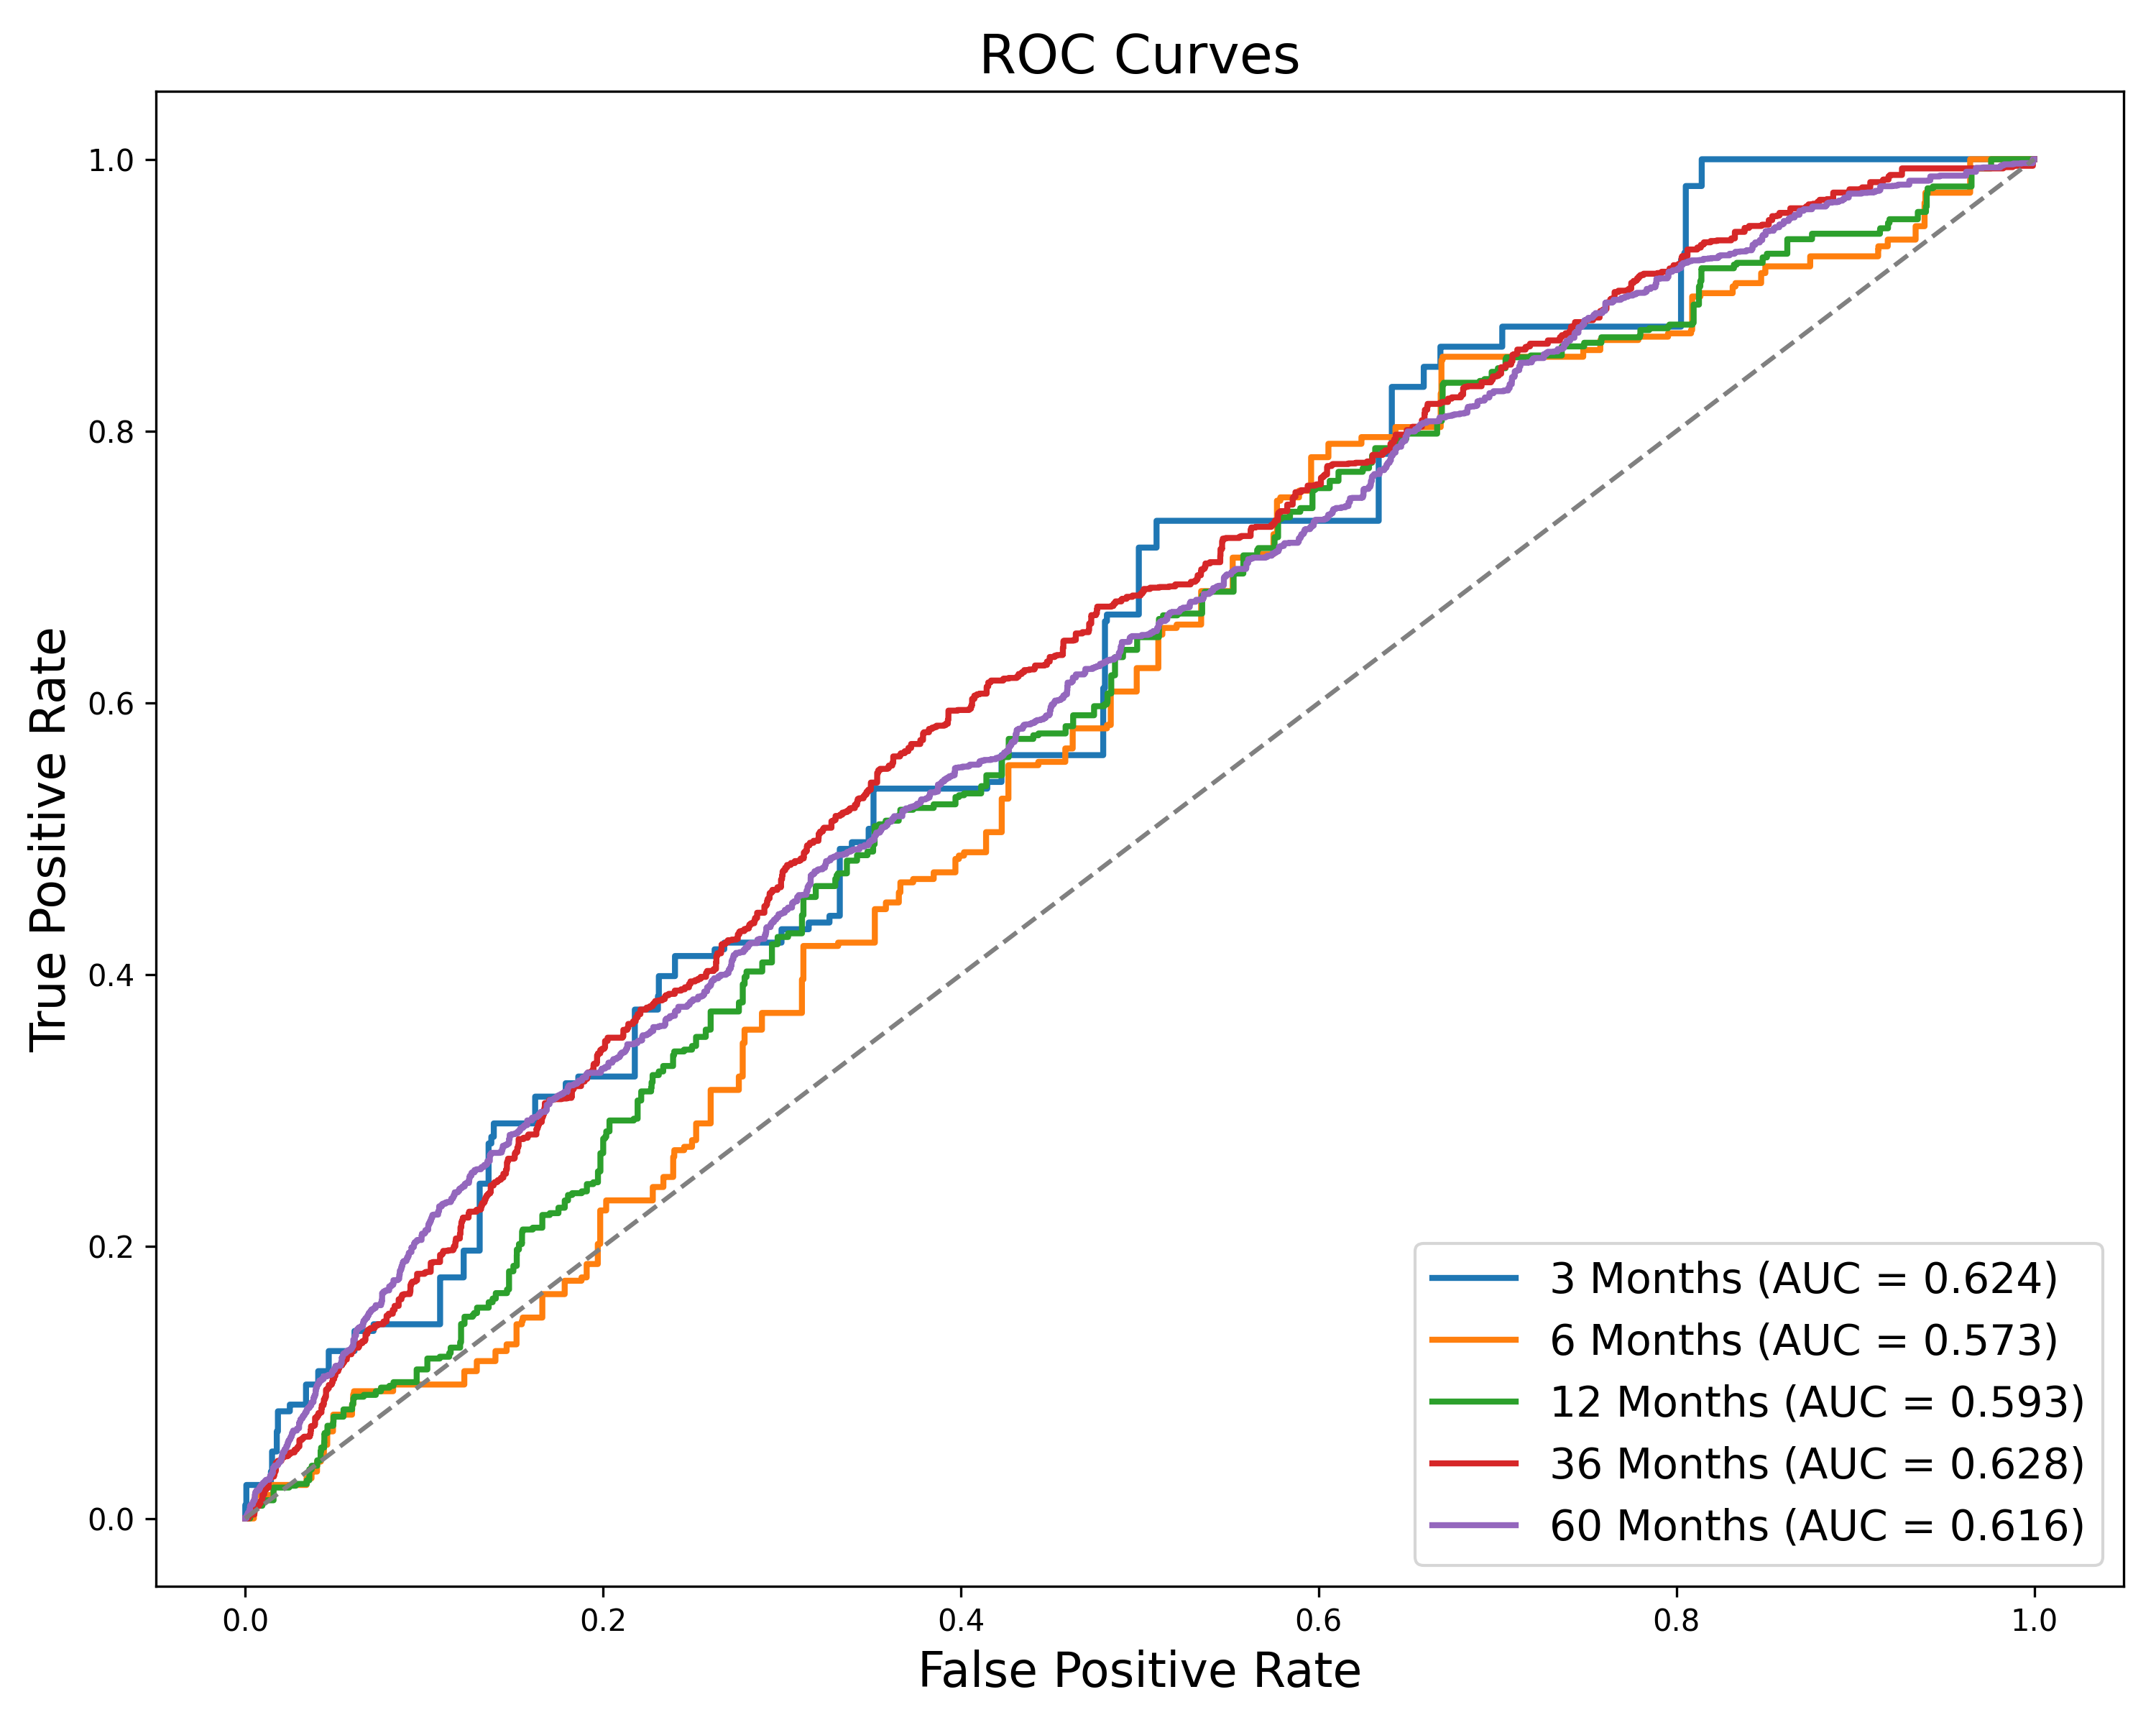 ROC Curves
1.0
0.8
0.6
0.4
0.2
0.0
True Positive Rate
0.0 0.2 0.4 0.6 0.8 1.0
False Positive Rate
3 Months (AUC = 0.624)
6 Months (AUC = 0.573)
12 Months (AUC = 0.593)
36 Months (AUC = 0.628)
60 Months (AUC = 0.616)